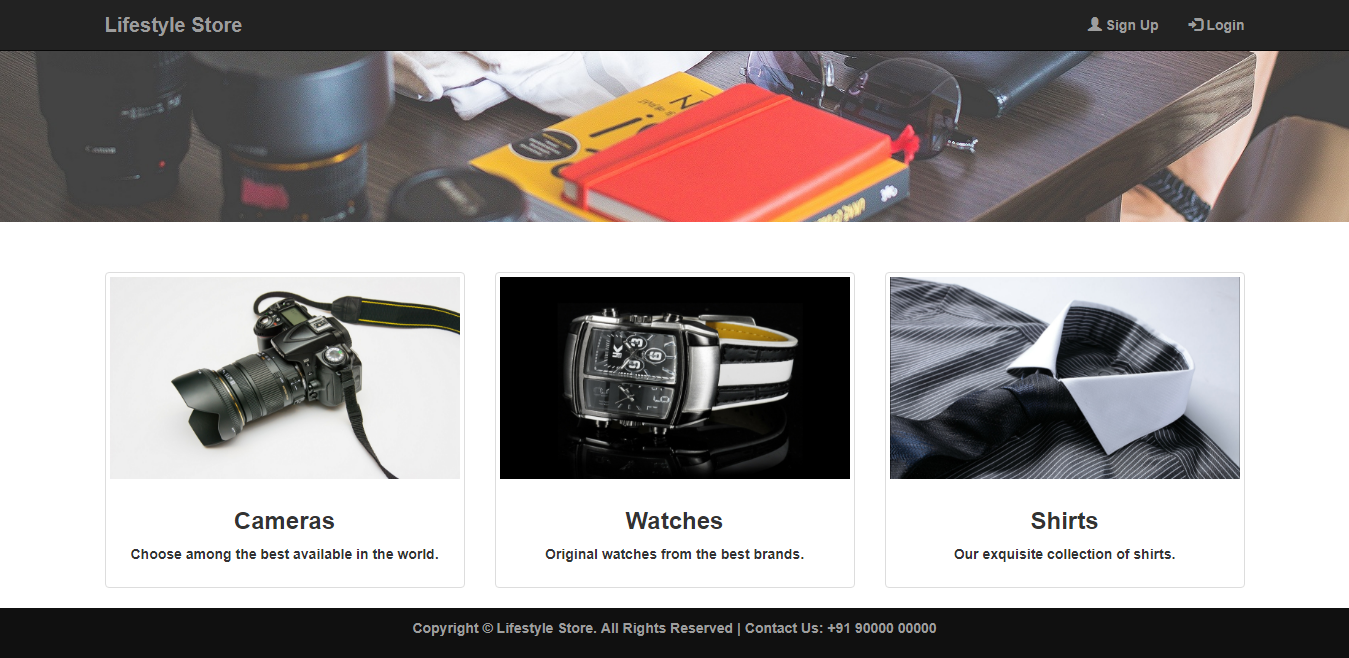 Lifestyle Store
Sign Up
Login
Canon
Cameras
Choose among the best available in the world.
Watches
Original watches from the best brands.
Shirts
Our exquisite collection of shirts.
Copyright © Lifestyle Store. All Rights Reserved | Contact Us: +91 90000 00000